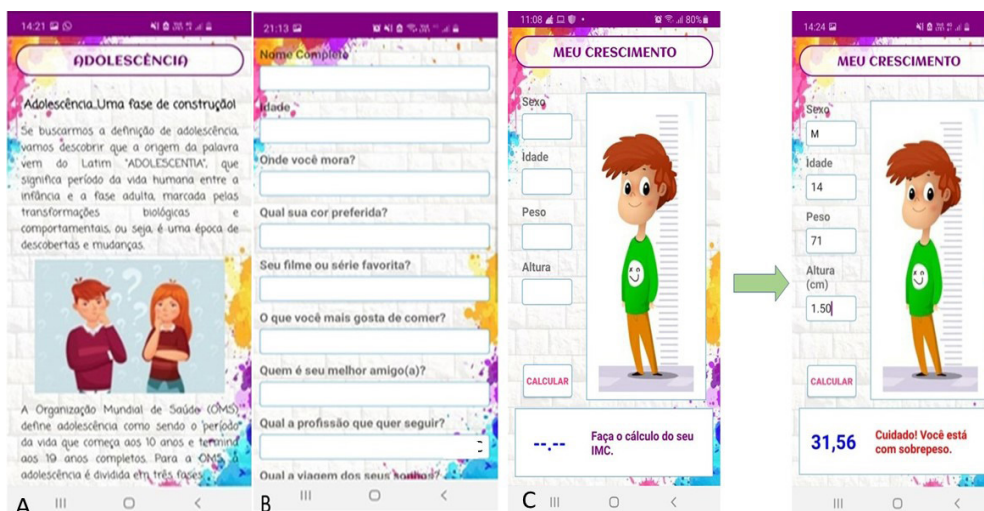 14:21
ADOLESCÊNCIA
Adolescência...Uma fase de construção!
Se buscarmos a definição de adolescência,
vamos descobrir que a origem da palavra
vem do Latim "ADOLESCENTIA", que
significa período da vida humana entre a
infância e a fase adulta, marcada pelas
transformações biológicas e
comportamentais, ou seja, é uma época de
descobertas e mudanças.
A Organização Mundial de Saúde (OMS)
define adolescência como sendo o "período
da vida que começa aos 10 anos e termina
aos 19 anos completos. Para a OMS, a
adolescência é dividida em três fases
A
21:13
Nome Completo
Idade
Onde você mora?
Qual sua cor preferida?
Seu filme ou série favorita?
O que você mais gosta de comer?
Quem é seu melhor amigo(a)?
Qual a profissão que quer seguir?
Qual a viagem dos seus sonhos?
B
11:08
80%
MEU CRESCIMENTO
Sexo
Idade
Peso
Altura
CALCULAR
--.--
Faça o cálculo do seu
IMC.
C
14:24
MEU CRESCIMENTO
Sexo
M
Idade
14
Peso
71
Altura
(cm)
1.50
CALCULAR
31,56
Cuidado! Você está
com sobrepeso.